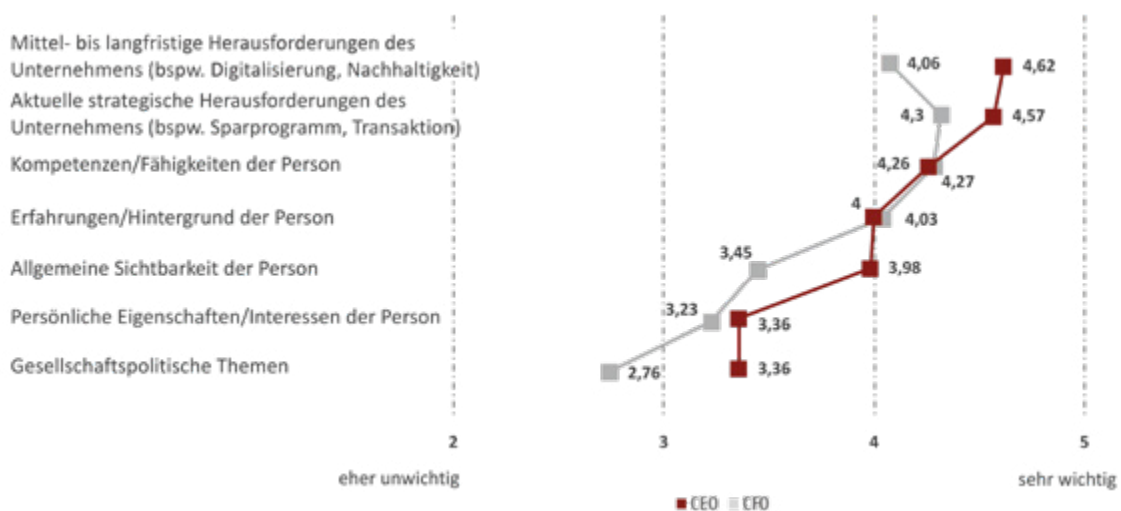 Mittel- bis langfristige Herausforderungen des
Unternehmens (bspw. Digitalisierung, Nachhaltigkeit)
4,06
4,62
Aktuelle strategische Herausforderungen des
Unternehmens (bspw. Sparprogramm, Transaktion)
4,3
4,57
Kompetenzen/Fähigkeiten der Person
4,26
4,27
Erfahrungen/Hintergrund der Person
4
4,03
Allgemeine Sichtbarkeit der Person
3,45
3,98
Persönliche Eigenschaften/Interessen der Person
3,23
3,36
Gesellschaftspolitische Themen
2,76
3,36
2
3
4
5
eher unwichtig
sehr wichtig
CEO
CFO